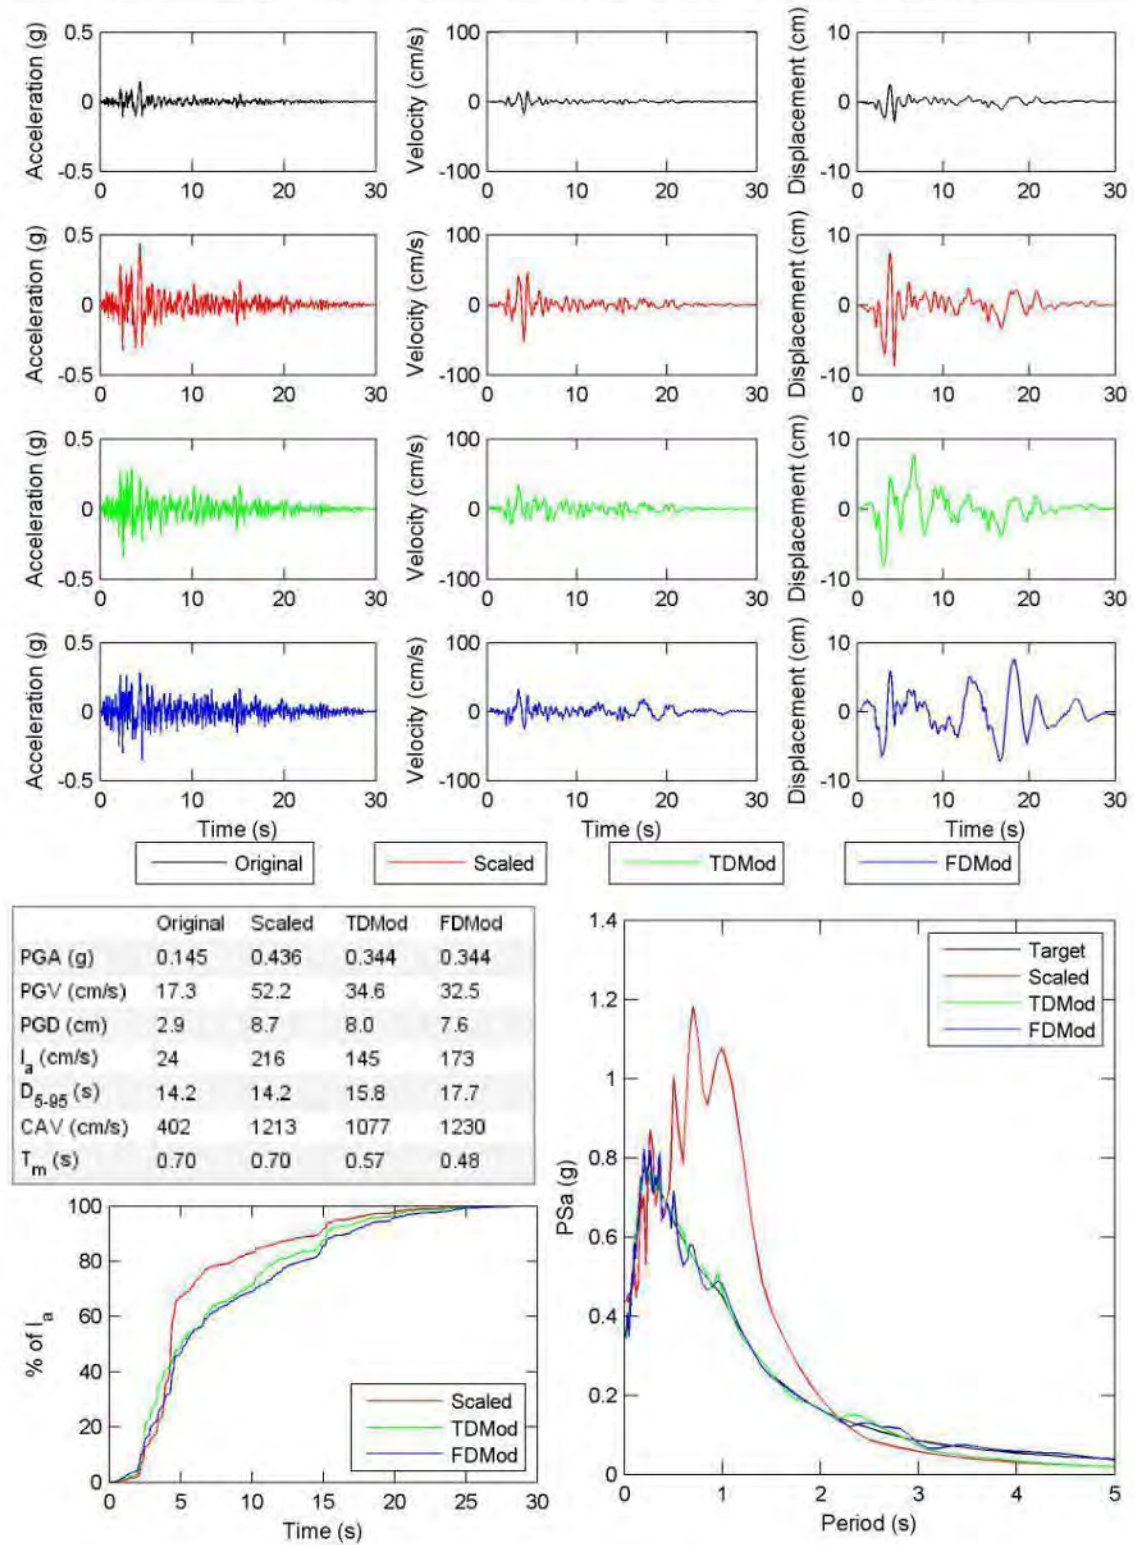 Acceleration (g)
0.5
0
-0.5
0 10 20 30
Velocity (cm/s)
100
0
-100
0 10 20 30
Displacement (cm)
10
0
-10
0 10 20 30
Acceleration (g)
0.5
0
-0.5
0 10 20 30
Velocity (cm/s)
100
0
-100
0 10 20 30
Displacement (cm)
10
0
-10
0 10 20 30
Acceleration (g)
0.5
0
-0.5
0 10 20 30
Velocity (cm/s)
100
0
-100
0 10 20 30
Displacement (cm)
10
0
-10
0 10 20 30
Acceleration (g)
0.5
0
-0.5
0 10 20 30
Time (s)
Velocity (cm/s)
100
0
-100
0 10 20 30
Time (s)
Displacement (cm)
10
0
-10
0 10 20 30
Time (s)
Original Scaled TDMod FDMod
Original Scaled TDMod FDMod
PGA (g) 0.145 0.436 0.344 0.344
PGV (cm/s) 17.3 52.2 34.6 32.5
PGD (cm) 2.9 8.7 8.0 7.6
Ia (cm/s) 24 216 145 173
D5-95 (s) 14.2 14.2 15.8 17.7
CAV (cm/s) 402 1213 1077 1230
Tm (s) 0.70 0.70 0.57 0.48
% of Ia
100
80
60
40
20
0
0 5 10 15 20 25 30
Time (s)
Scaled
TDMod
FDMod
PSa (g)
1.4
1.2
1
0.8
0.6
0.4
0.2
0
0 1 2 3 4 5
Period (s)
Target
Scaled
TDMod
FDMod